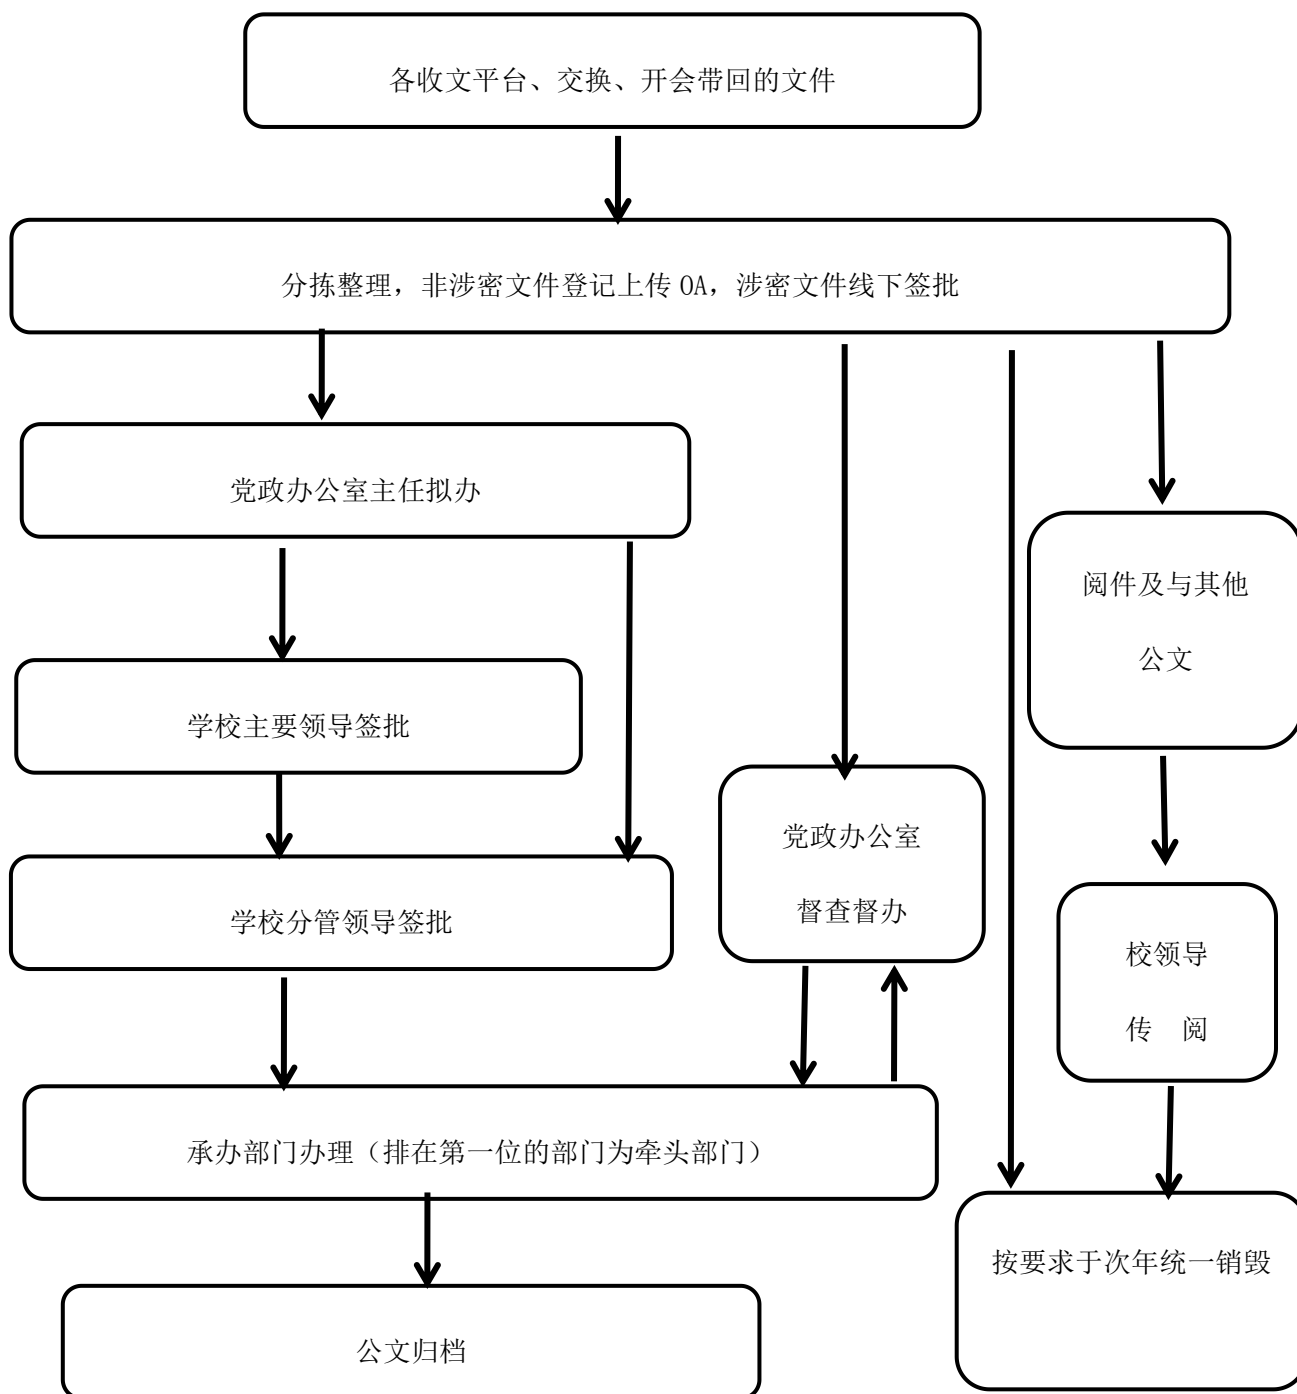 各收文平台、交换、开会带回的文件
分拣整理，非涉密文件登记上传 OA，涉密文件线下签批
党政办公室主任拟办
阅件及与其他
公文
学校主要领导签批
党政办公室
督查督办
学校分管领导签批
校领导
传 阅
承办部门办理（排在第一位的部门为牵头部门）
按要求于次年统一销毁
公文归档